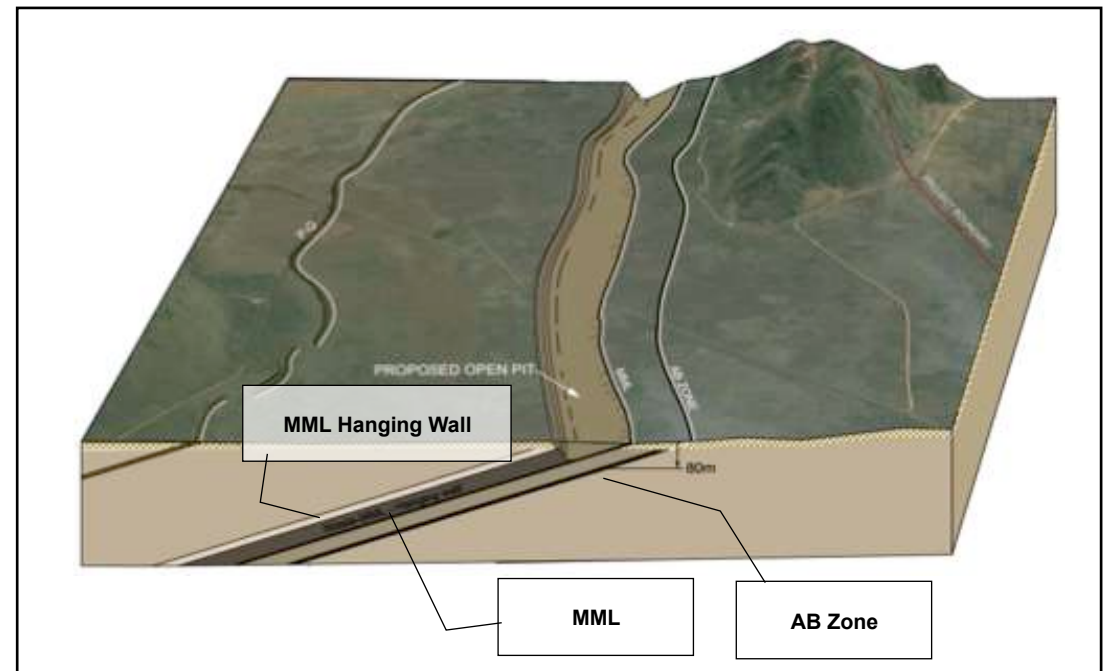 P-Q
PROPOSED OPEN PIT
MML
AB ZONE
MML Hanging Wall
80m
MML
AB Zone